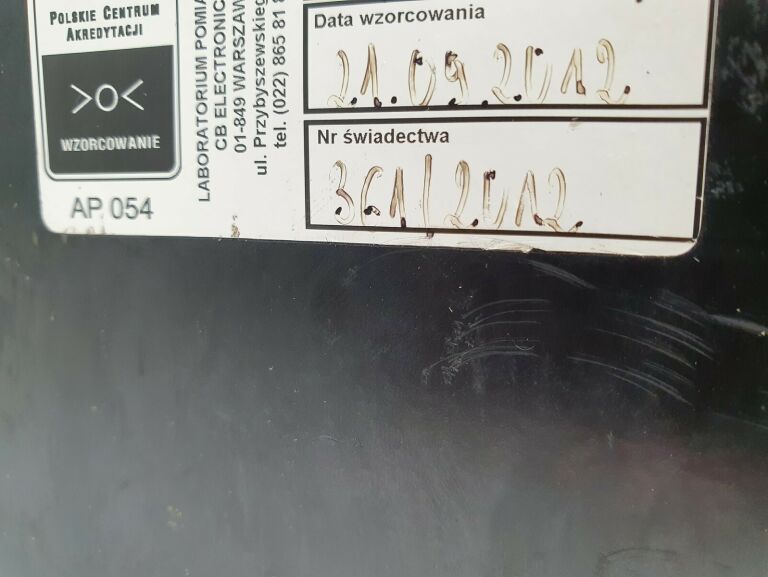 POLSKIE CENTRUM
AKREDYTACJI
>O<
WZORCOWANIE
AP 054
LABORATORIUM POMIA
CB ELECTRONIC
01-849 WARSZAW
ul. Przybyszewskieg
tel. (022) 865 81 8
Data wzorcowania
21.09.2012
Nr świadectwa
361/2012